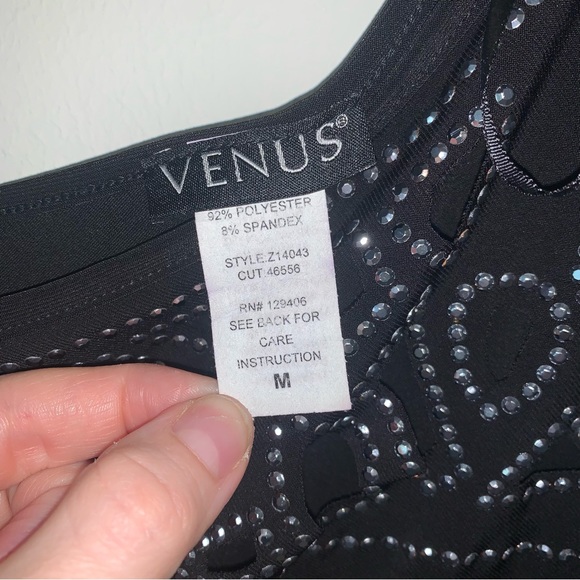 VENUS®
92% POLYESTER
8% SPANDEX
STYLE:Z14043
CUT:46556
RN# 129406
SEE BACK FOR
CARE
INSTRUCTION
M